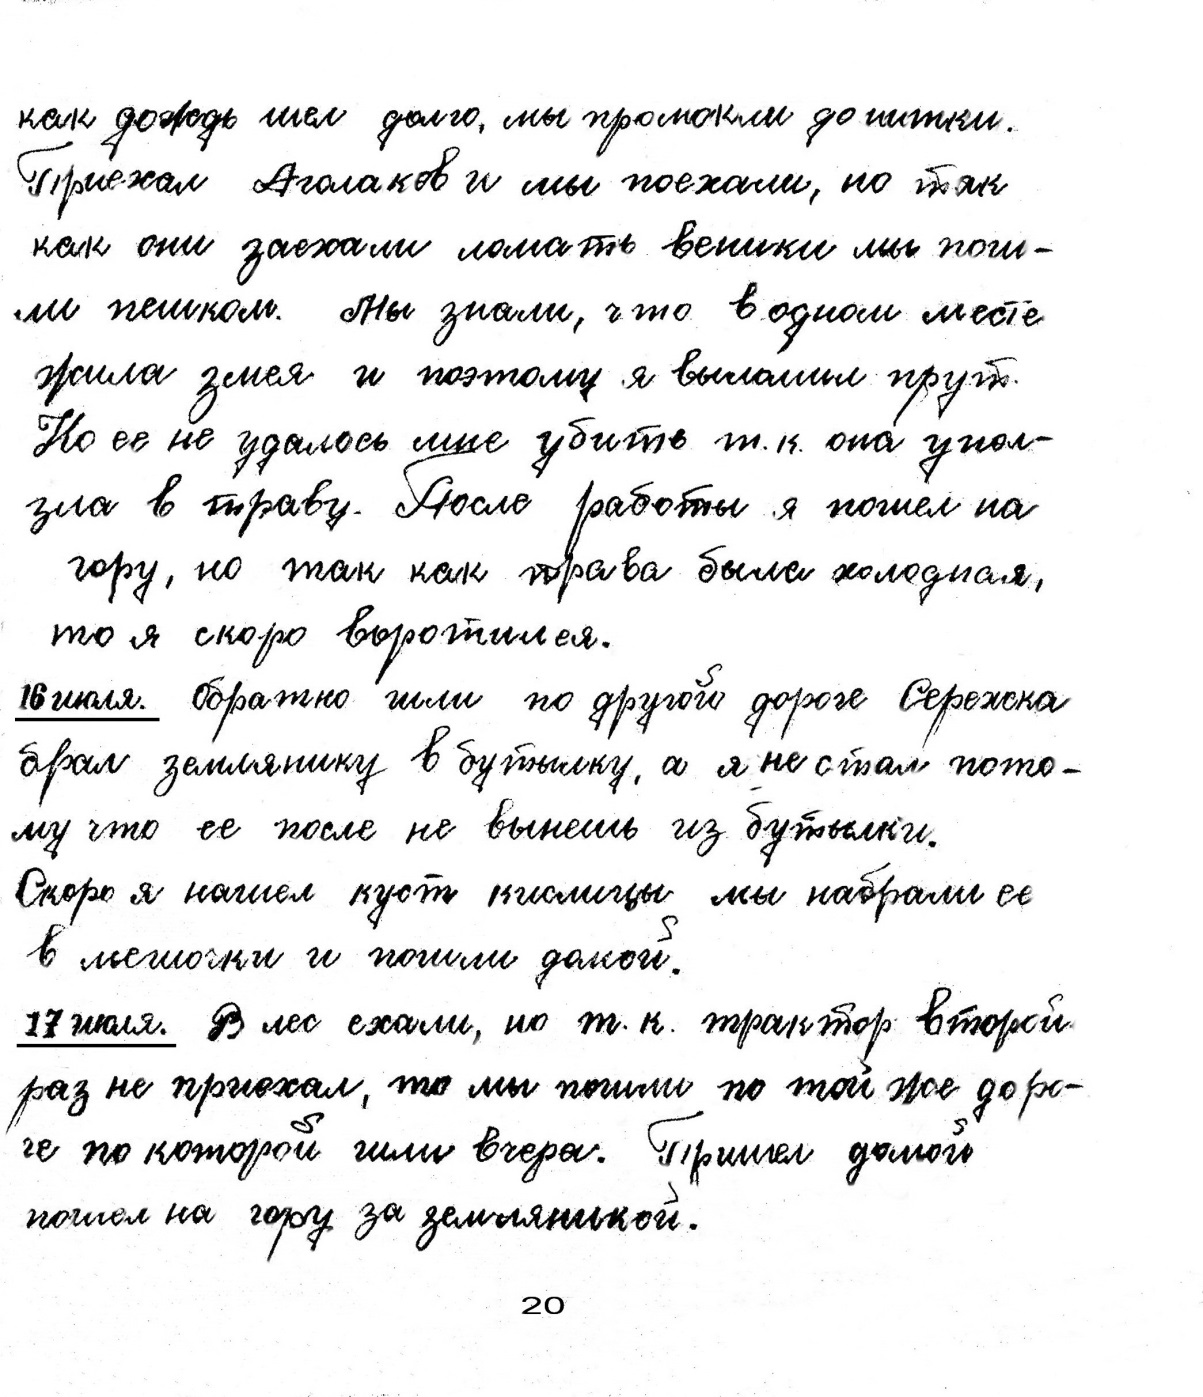 как дождь шел долго, мы промокли до нитки.
Приехал Аголаков и мы поехали, но так
как они заехали ломать веники мы пош-
ли пешком. Мы знали, что в одном месте
жила змея и поэтому я выломил прут.
Но ее не удалось мне убить т.к. она упол-
зла в траву. После работы я пошел на
гору, но так как трава была холодная,
то я скоро выротился.
16 июля. Обратно шли по другой дороге Сережска
брал землянику в бутылку, а я не стал пото-
му что ее после не вынешь из бутылки.
Скоро я нашел куст кислицы мы набрали ее
в мешочки и пошли домой.
17 июля. В лес ехали, но т.к. трактор второй
раз не приехал, то мы пошли по той же доро-
ге по которой шли вчера. Пришел домой
пошел на гору за земляникой.
20